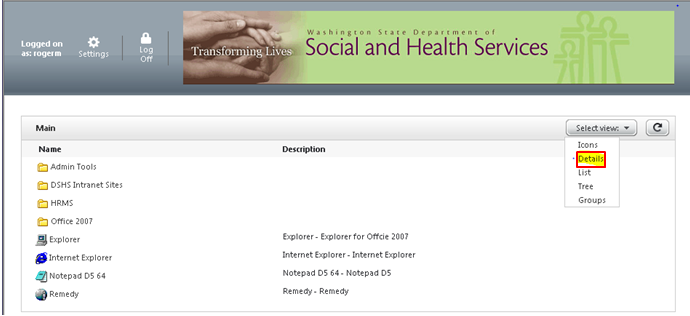 Logged on
as: rogerm
Settings
Log
Off
Transforming Lives
Washington State Department of
Social and Health Services
Main
Select view:
Name
Description
Icons
Details
List
Tree
Groups
Admin Tools
DSHS Intranet Sites
HRMS
Office 2007
Explorer
Explorer - Explorer for Offcie 2007
Internet Explorer
Internet Explorer - Internet Explorer
Notepad D5 64
Notepad D5 64 - Notepad D5
Remedy
Remedy - Remedy